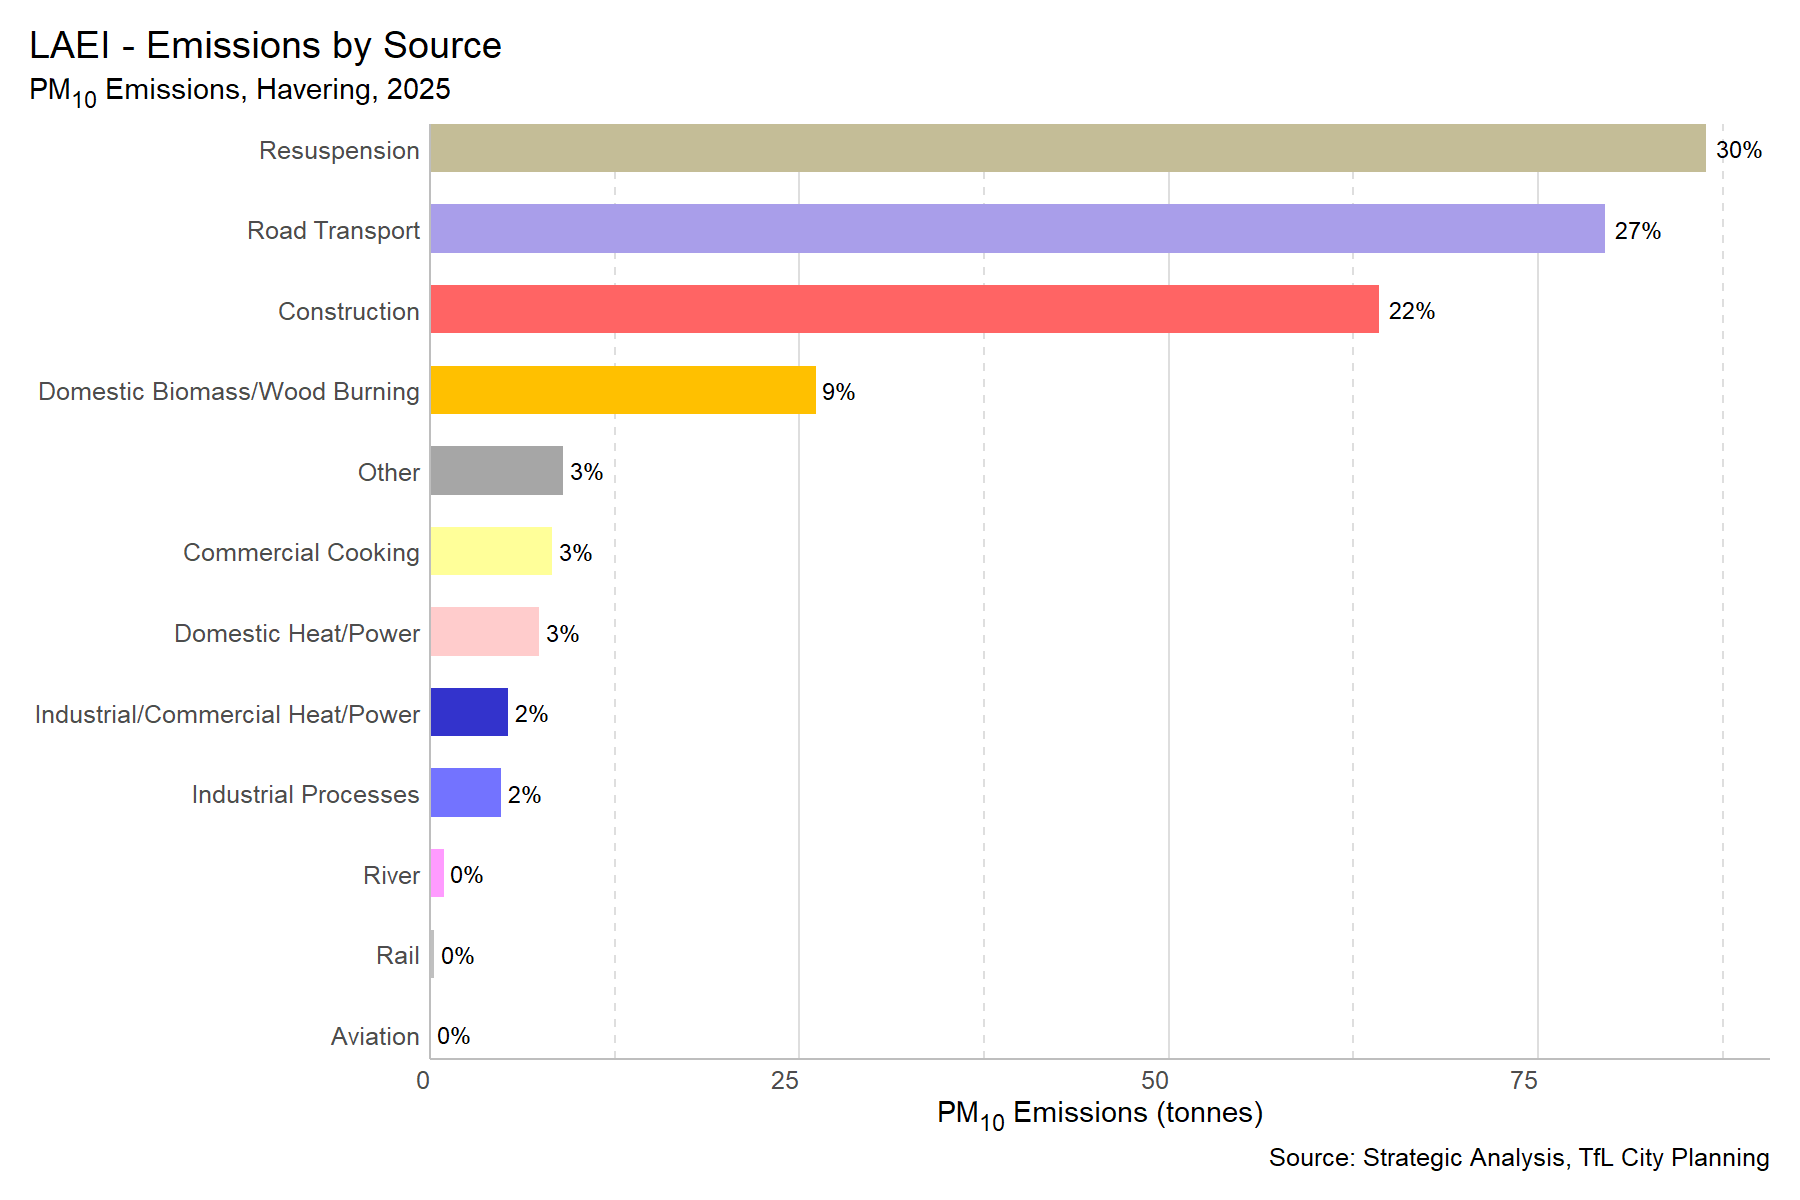 LAEI - Emissions by Source
PM10 Emissions, Havering, 2025
Resuspension 30%
Road Transport 27%
Construction 22%
Domestic Biomass/Wood Burning 9%
Other 3%
Commercial Cooking 3%
Domestic Heat/Power 3%
Industrial/Commercial Heat/Power 2%
Industrial Processes 2%
River 0%
Rail 0%
Aviation 0%
0 25 50 75
PM10 Emissions (tonnes)
Source: Strategic Analysis, TfL City Planning